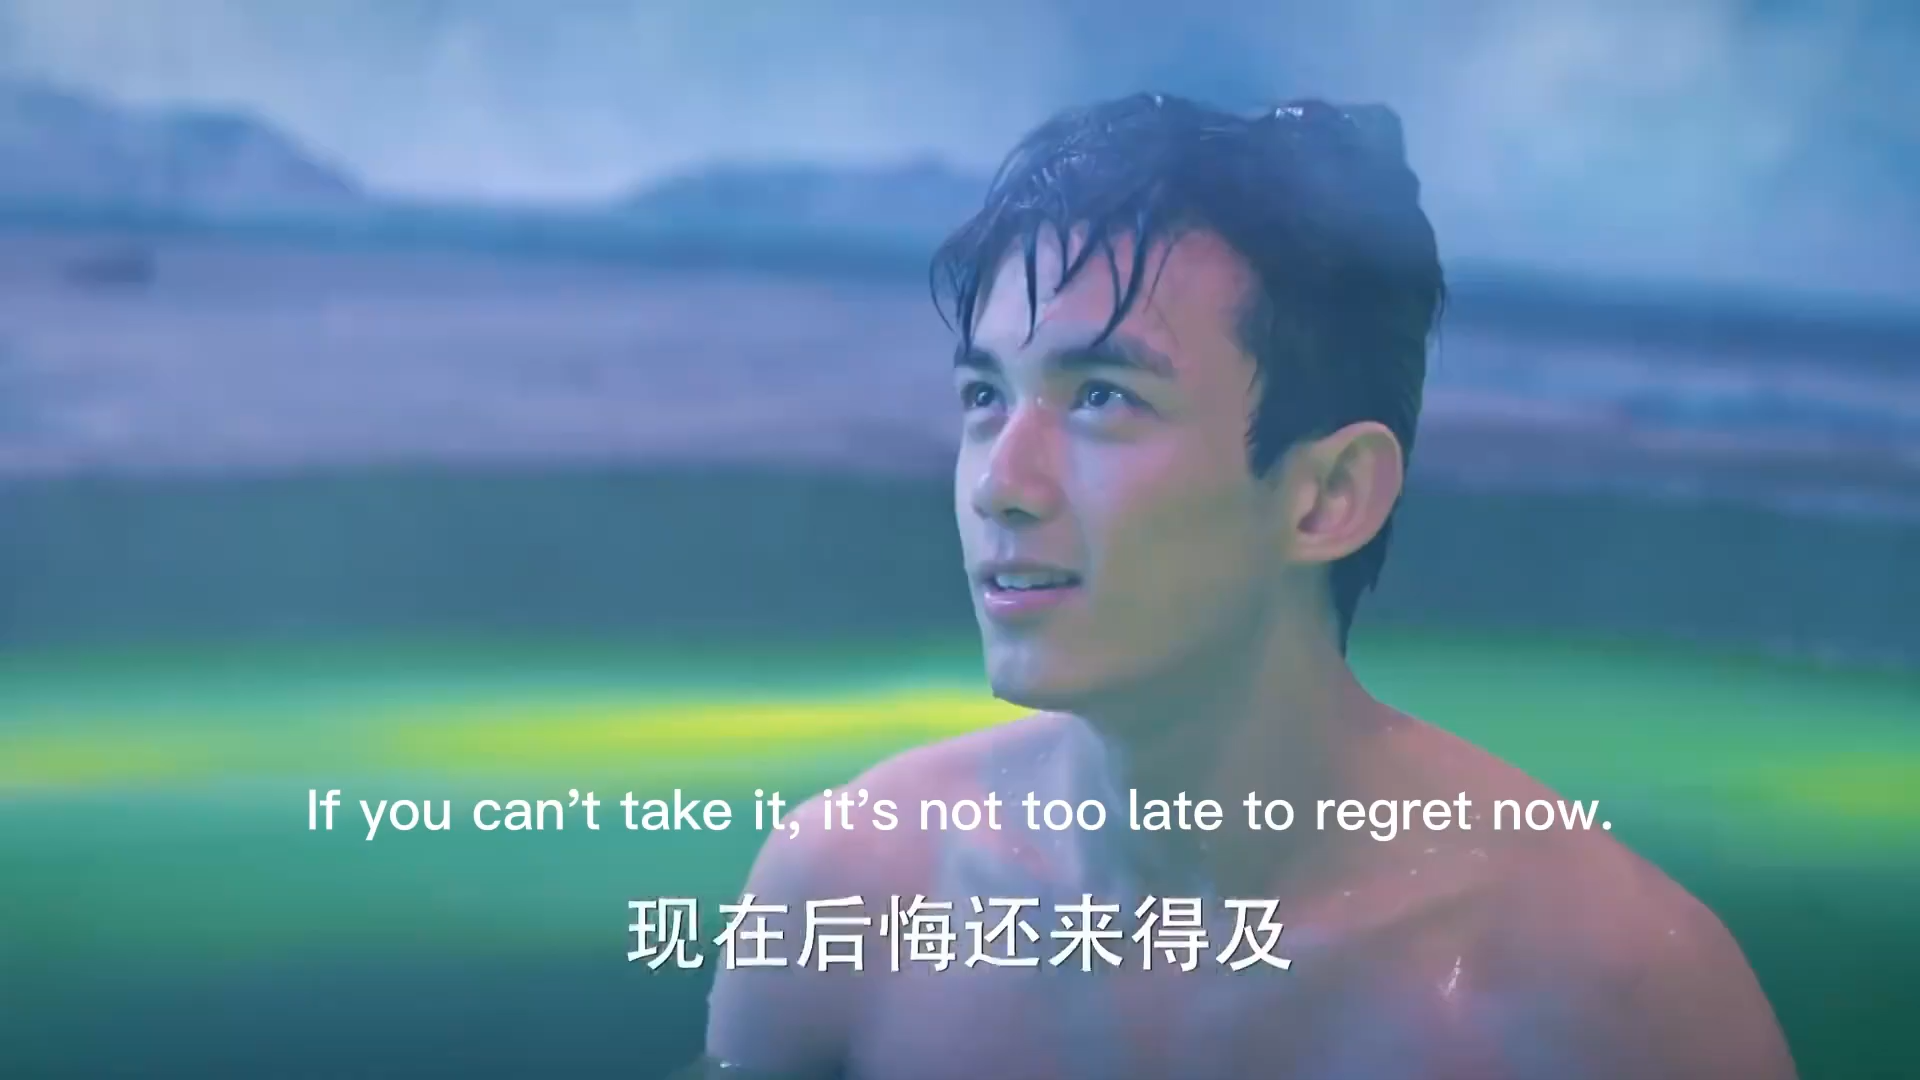 If you can't take it, it's not too late to regret now.
现在后悔还来得及